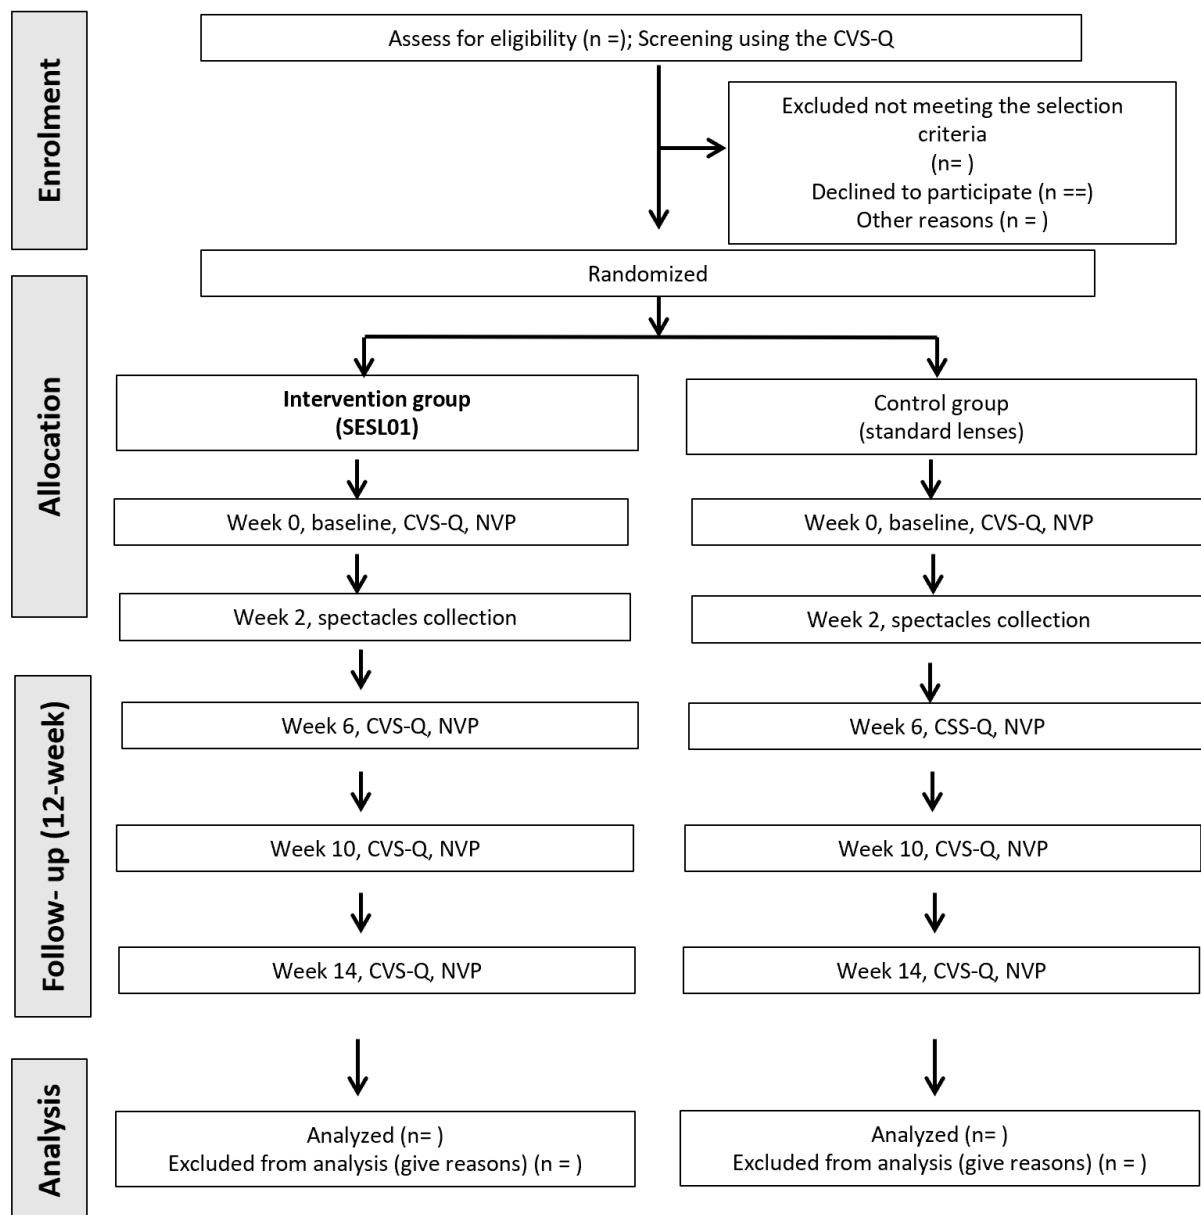 Enrolment
Assess for eligibility (n =); Screening using the CVS-Q
Excluded not meeting the selection
criteria
(n= )
Declined to participate (n ==)
Other reasons (n = )
Randomized
Allocation
Intervention group
(SESL01)
Control group
(standard lenses)
Week 0, baseline, CVS-Q, NVP
Week 0, baseline, CVS-Q, NVP
Week 2, spectacles collection
Week 2, spectacles collection
Follow- up (12-week)
Week 6, CVS-Q, NVP
Week 6, CSS-Q, NVP
Week 10, CVS-Q, NVP
Week 10, CVS-Q, NVP
Week 14, CVS-Q, NVP
Week 14, CVS-Q, NVP
Analysis
Analyzed (n= )
Excluded from analysis (give reasons) (n = )
Analyzed (n= )
Excluded from analysis (give reasons) (n = )